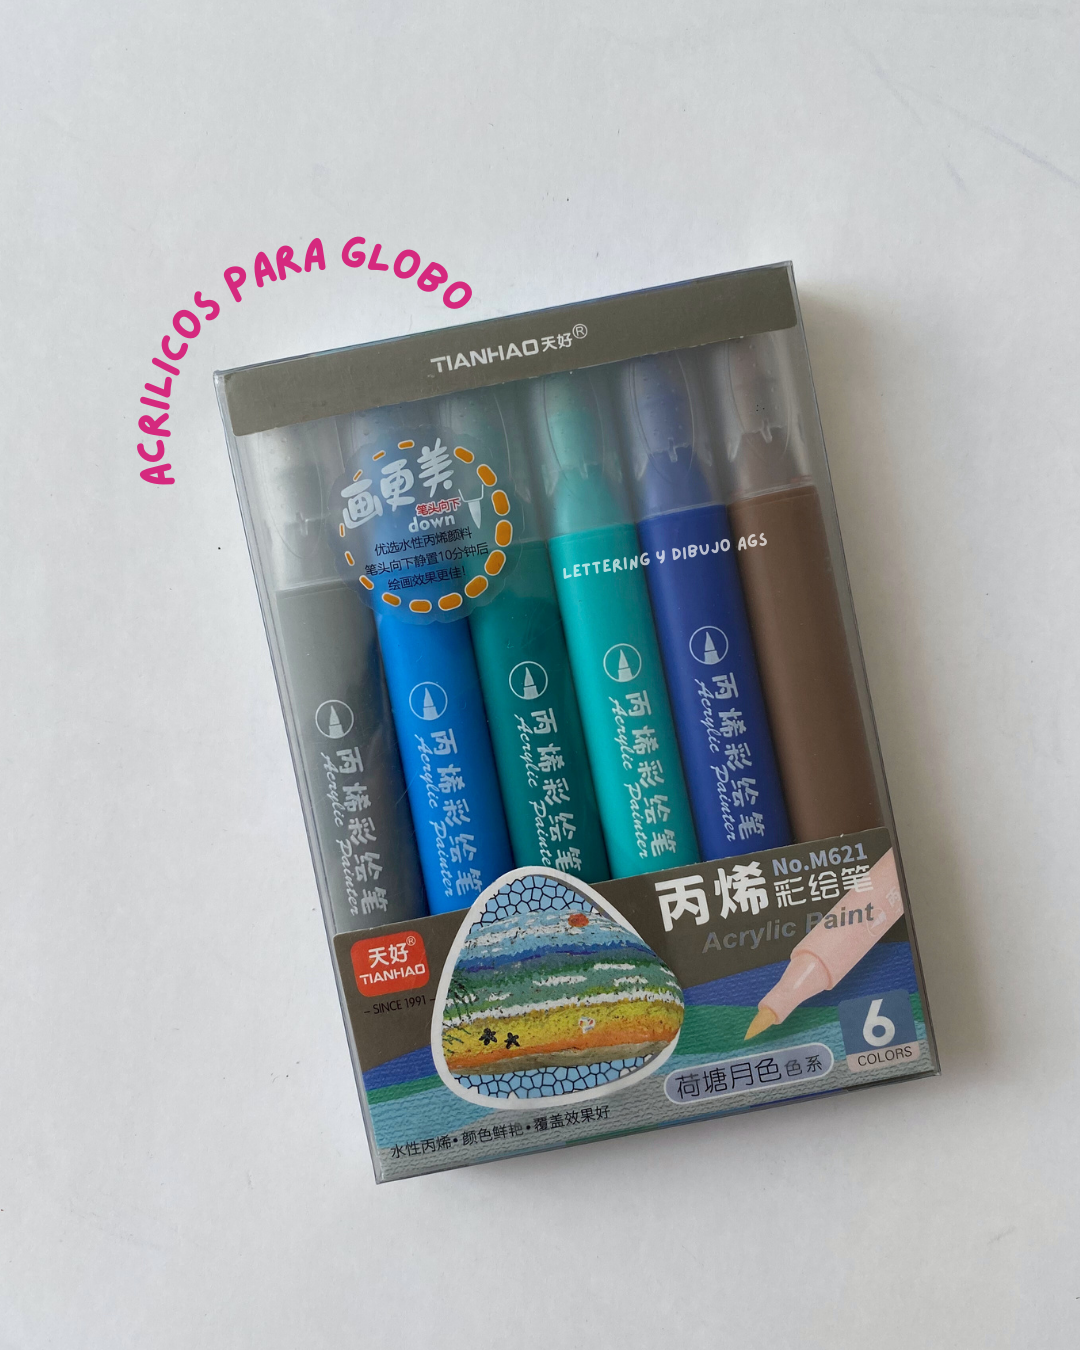 ACRILICOS PARA GLOBO
TIANHAO天好®
画更美
笔头向下
down
优选水性丙烯颜料
笔头向下静置10分钟后
绘画效果更佳!
LETTERING Y DIBUJO AGS
丙烯彩绘笔
Acrylic Painter
丙烯彩绘笔
Acrylic Painter
丙烯彩绘笔
Acrylic Painte
丙烯彩绘笔
Acrylic Painter
丙烯彩绘笔
Acrylic Painter
No.M621
丙烯彩绘笔
Acrylic Paint
天好®
TIANHAO
– SINCE 1991 –
6
COLORS
荷塘月色色系
水性丙烯•颜色鲜艳•覆盖效果好